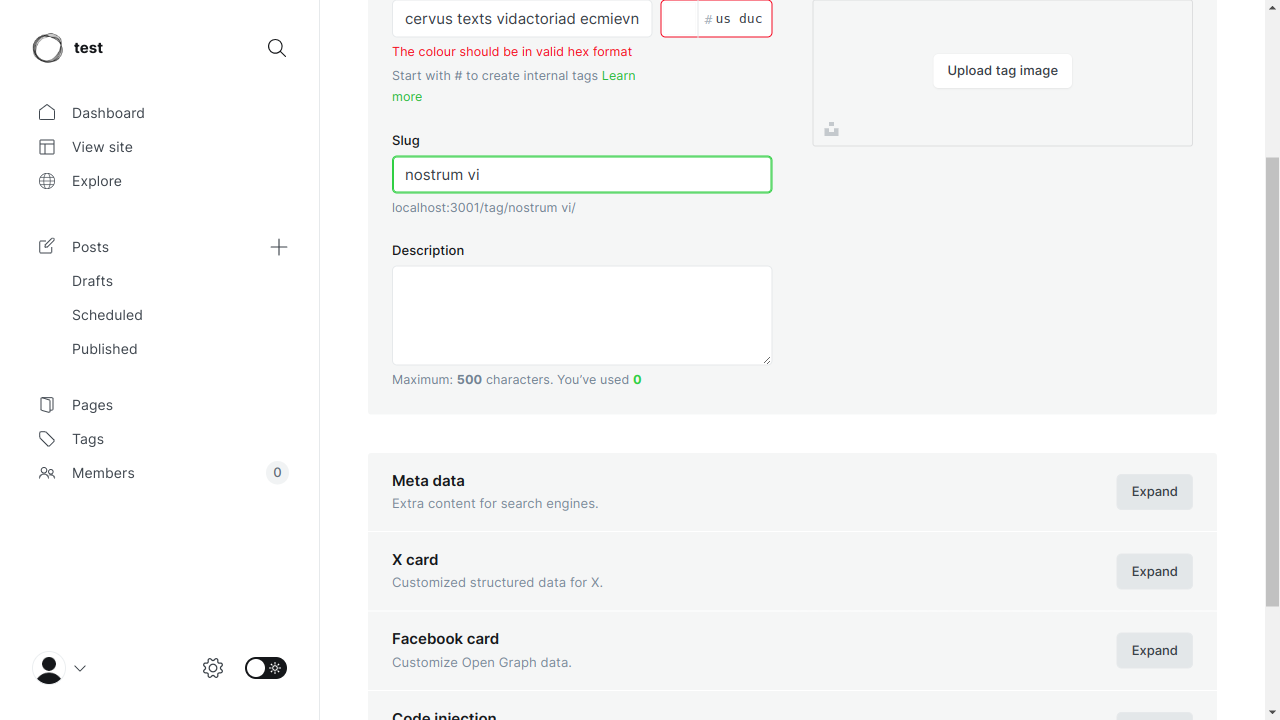 test
Dashboard
View site
Explore
Posts
Drafts
Scheduled
Published
Pages
Tags
Members
0
cervus texts vidactoriad ecmievn
# us duc
The colour should be in valid hex format
Start with # to create internal tags Learn
more
Slug
nostrum vi
localhost:3001/tag/nostrum vi/
Description
Maximum: 500 characters. You’ve used 0
Upload tag image
Meta data
Extra content for search engines.
Expand
X card
Customized structured data for X.
Expand
Facebook card
Customize Open Graph data.
Expand
Code injection